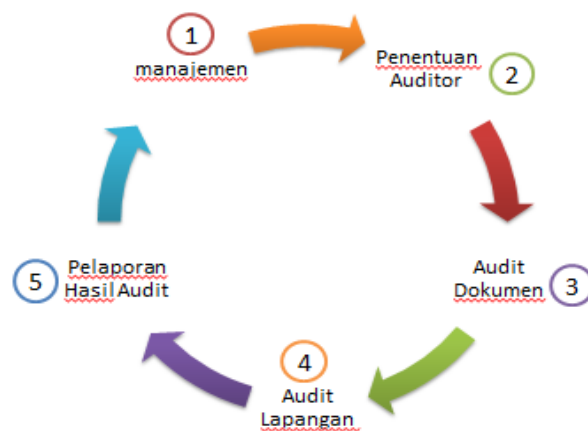 1
manajemen
Penentuan
Auditor
2
Audit
Dokumen
3
4
Audit
Lapangan
5
Pelaporan
Hasil Audit